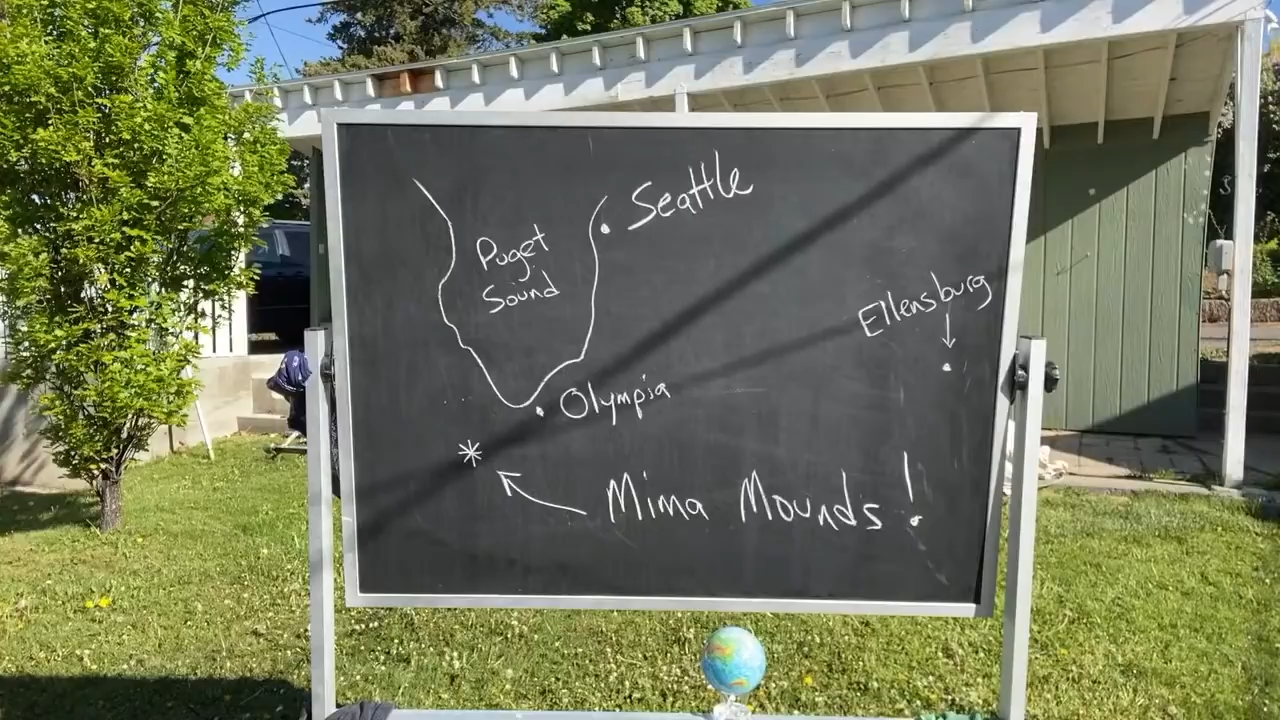 Seattle
Puget
Sound
Ellensburg
Olympia
Mima Mounds!